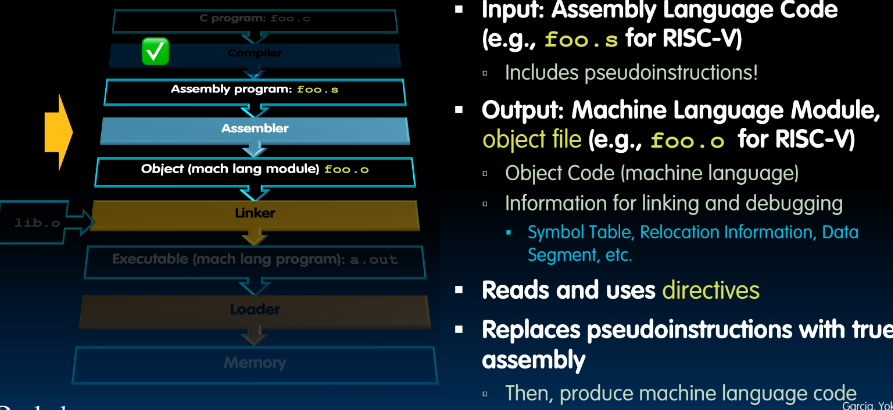 C program: foo.c
Compiler
Assembly program: foo.s
Assembler
Object (mach lang module) foo.o
lib.o
Linker
Executable (mach lang program): a.out
Loader
Memory
▪ Input: Assembly Language Code
(e.g., foo.s for RISC-V)
▫ Includes pseudoinstructions!
▪ Output: Machine Language Module,
object file (e.g., foo.o for RISC-V)
▫ Object Code (machine language)
▫ Information for linking and debugging
▪ Symbol Table, Relocation Information, Data
Segment, etc.
▪ Reads and uses directives
▪ Replaces pseudoinstructions with true
assembly
▫ Then, produce machine language code
Garcia,